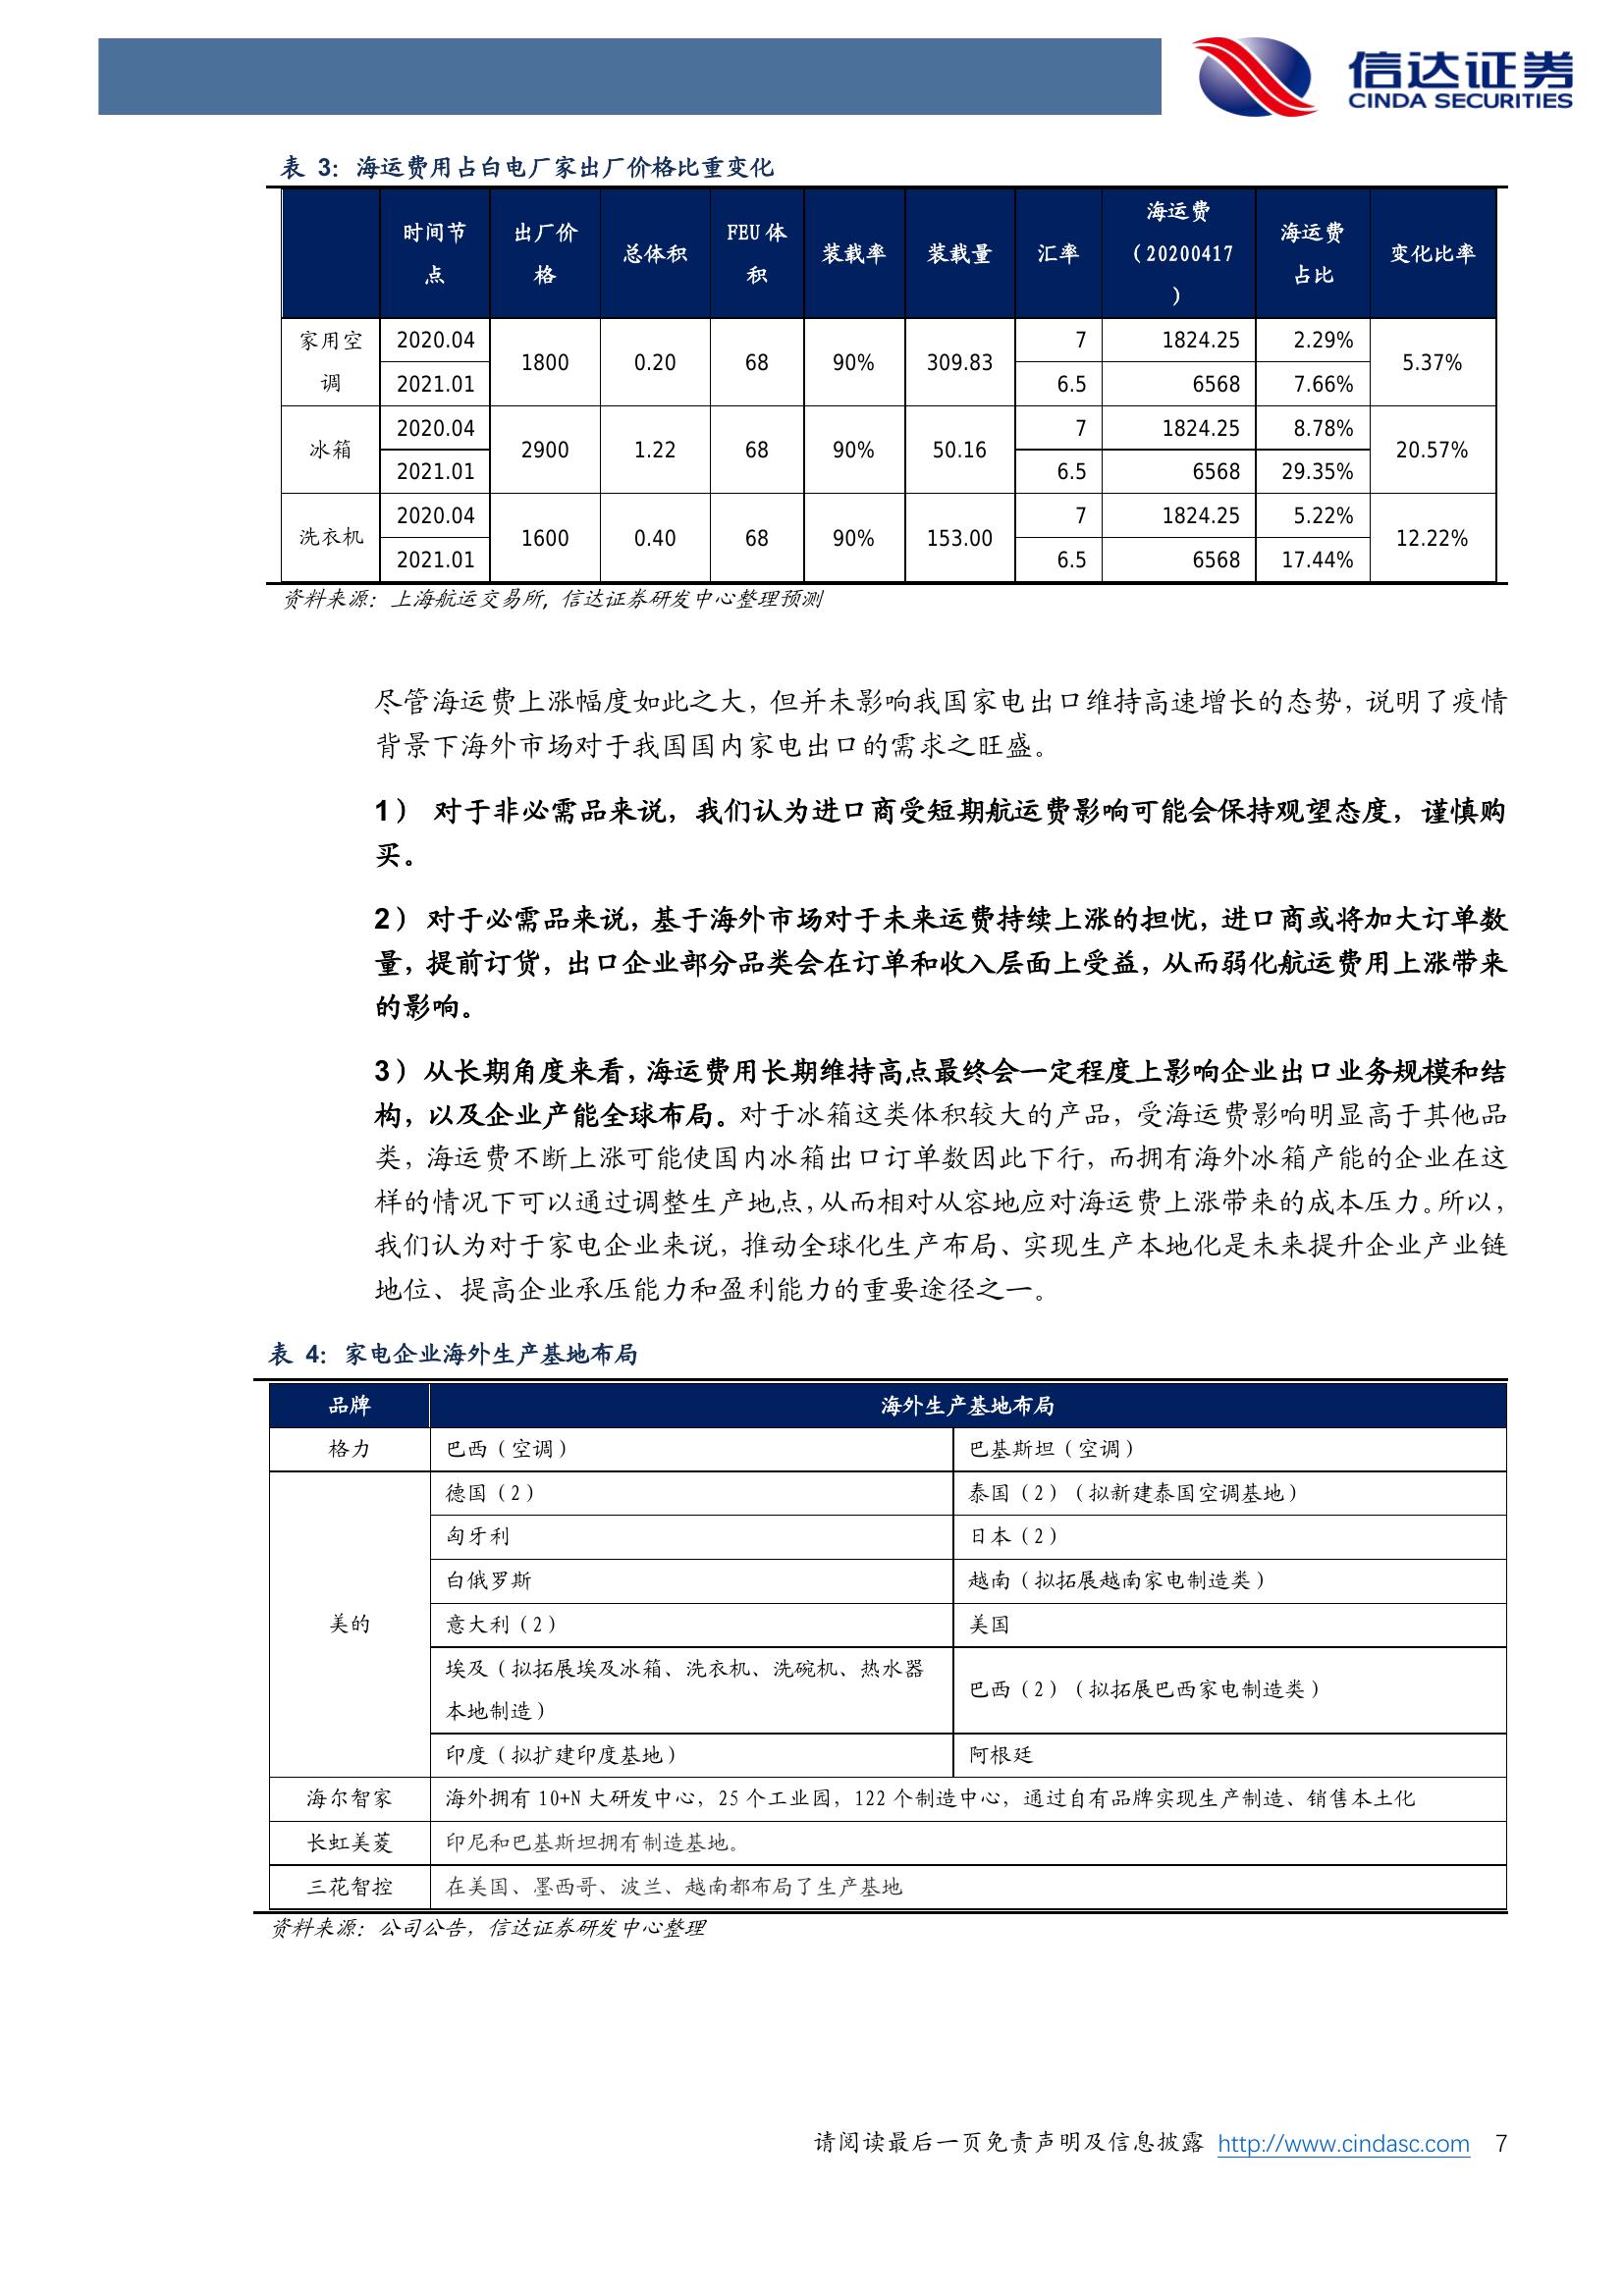 信达证券
CINDA SECURITIES
表 3：海运费用占白电厂家出厂价格比重变化
时间节点 出厂价格 总体积 FEU 体积 装载率 装载量 汇率 海运费（20200417） 海运费占比 变化比率
家用空调 2020.04 1800 0.20 68 90% 309.83 7 1824.25 2.29% 5.37%
2021.01 6.5 6568 7.66%
冰箱 2020.04 2900 1.22 68 90% 50.16 7 1824.25 8.78% 20.57%
2021.01 6.5 6568 29.35%
洗衣机 2020.04 1600 0.40 68 90% 153.00 7 1824.25 5.22% 12.22%
2021.01 6.5 6568 17.44%
资料来源：上海航运交易所，信达证券研发中心整理预测
尽管海运费上涨幅度如此之大，但并未影响我国家电出口维持高速增长的态势，说明了疫情
背景下海外市场对于我国国内家电出口的需求之旺盛。
1） 对于非必需品来说，我们认为进口商受短期航运费影响可能会保持观望态度，谨慎购
买。
2） 对于必需品来说，基于海外市场对于未来运费持续上涨的担忧，进口商或将加大订单数
量，提前订货，出口企业部分品类会在订单和收入层面上受益，从而弱化航运费用上涨带来
的影响。
3） 从长期角度来看，海运费用长期维持高点最终会一定程度上影响企业出口业务规模和结
构，以及企业产能全球布局。对于冰箱这类体积较大的产品，受海运费影响明显高于其他品
类，海运费不断上涨可能使国内冰箱出口订单数因此下行，而拥有海外冰箱产能的企业在这
样的情况下可以通过调整生产地点，从而相对从容地应对海运费上涨带来的成本压力。所以，
我们认为对于家电企业来说，推动全球化生产布局、实现生产本地化是未来提升企业产业链
地位、提高企业承压能力和盈利能力的重要途径之一。
表 4：家电企业海外生产基地布局
品牌 海外生产基地布局
格力 巴西（空调） 巴基斯坦（空调）
美的 德国（2） 泰国（2）（拟新建泰国空调基地）
匈牙利 日本（2）
白俄罗斯 越南（拟拓展越南家电制造类）
意大利（2） 美国
埃及（拟拓展埃及冰箱、洗衣机、洗碗机、热水器
本地制造） 巴西（2）（拟拓展巴西家电制造类）
印度（拟扩建印度基地） 阿根廷
海尔智家 海外拥有 10+N 大研发中心，25 个工业园，122 个制造中心，通过自有品牌实现生产制造、销售本土化
长虹美菱 印尼和巴基斯坦拥有制造基地。
三花智控 在美国、墨西哥、波兰、越南都布局了生产基地
资料来源：公司公告，信达证券研发中心整理
请阅读最后一页免责声明及信息披露 http://www.cindasc.com 7